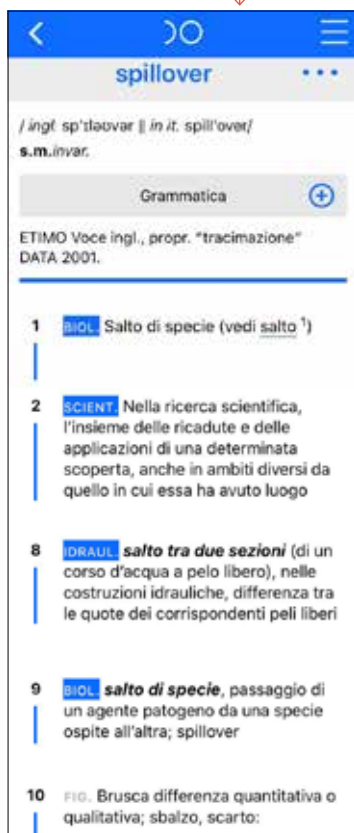 spillover
/ ingl. sp'ɪləʊvər || in it. spill'over/
s.m.invar.
Grammatica
ETIMO Voce ingl., propr. “tracimazione”
DATA 2001.
1 BIOL. Salto di specie (vedi salto ¹)
2 SCIENT. Nella ricerca scientifica,
l'insieme delle ricadute e delle
applicazioni di una determinata
scoperta, anche in ambiti diversi da
quello in cui essa ha avuto luogo
8 IDRAUL. salto tra due sezioni (di un
corso d'acqua a pelo libero), nelle
costruzioni idrauliche, differenza tra
le quote dei corrispondenti peli liberi
9 BIOL. salto di specie, passaggio di
un agente patogeno da una specie
ospite all'altra; spillover
10 FIG. Brusca differenza quantitativa o
qualitativa; sbalzo, scarto: